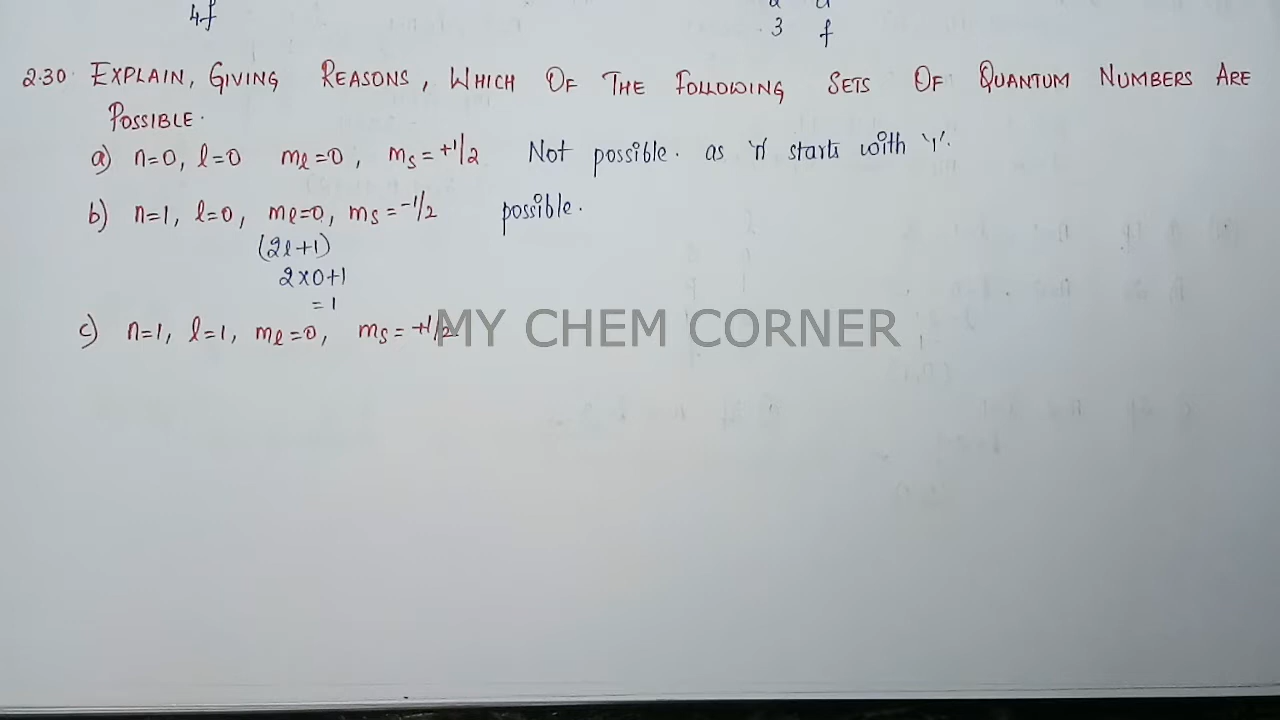 4f
3 f
2.30. EXPLAIN, GIVING REASONS, WHICH OF THE FOLLOWING SETS OF QUANTUM NUMBERS ARE
POSSIBLE.
a) n=0, l=0 ml=0, ms=+1/2 Not possible. as 'n' starts with '1'.
b) n=1, l=0, ml=0, ms=-1/2 possible.
(2l+1)
2×0+1
=1
c) n=1, l=1, ml=0, ms=+1/2.
MY CHEM CORNER